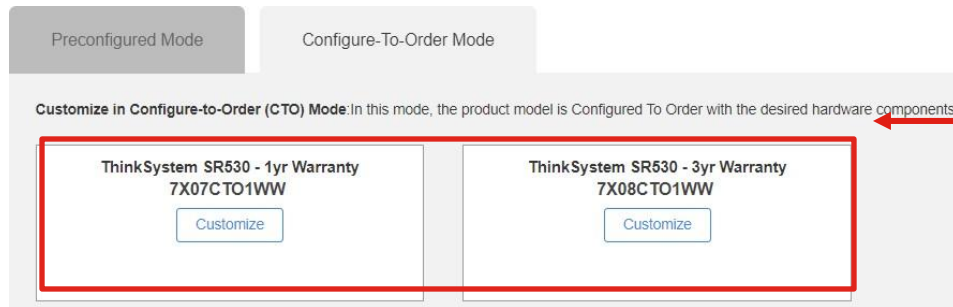 Preconfigured Mode
Configure-To-Order Mode
Customize in Configure-to-Order (CTO) Mode:In this mode, the product model is Configured To Order with the desired hardware components
ThinkSystem SR530 - 1yr Warranty
7X07CTO1WW
Customize
ThinkSystem SR530 - 3yr Warranty
7X08CTO1WW
Customize